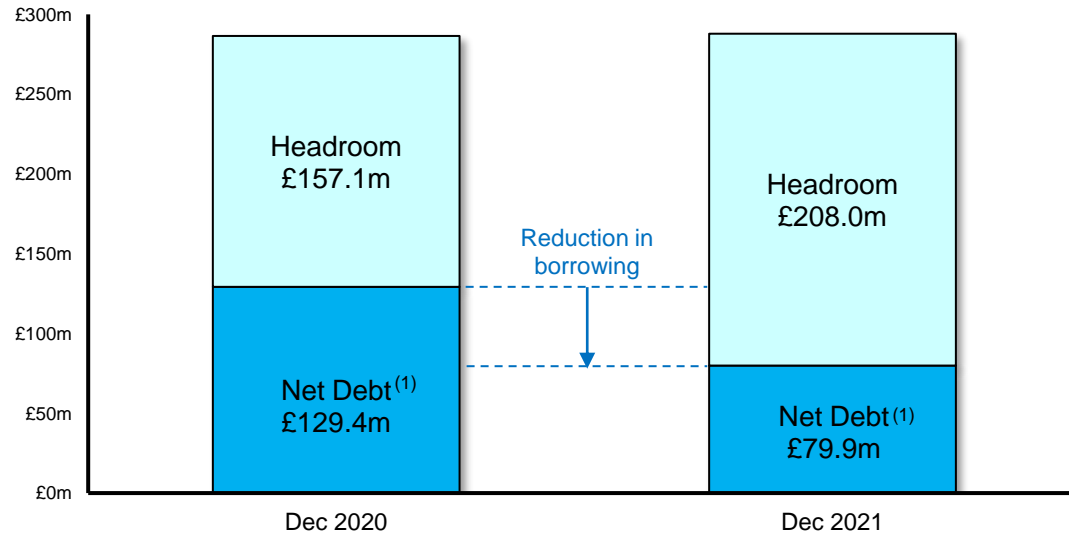 £300m
£250m
£200m
£150m
£100m
£50m
£0m
Headroom
£157.1m
Net Debt(1)
£129.4m
Reduction in
borrowing
Headroom
£208.0m
Net Debt(1)
£79.9m
Dec 2020
Dec 2021